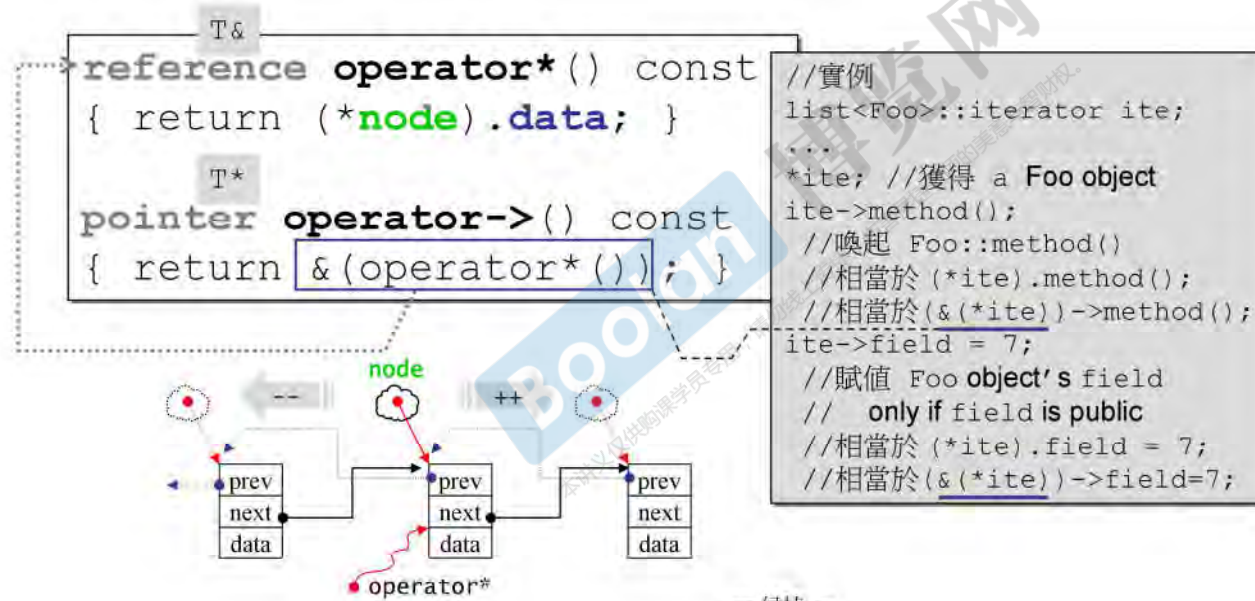 T&
reference operator*() const
{ return (*node).data; }
T*
pointer operator->() const
{ return &(operator*()); }
//實例
list<Foo>::iterator ite;
...
*ite; //獲得 a Foo object
ite->method();
//喚起 Foo::method()
//相當於 (*ite).method();
//相當於(&(*ite))->method();
ite->field = 7;
//賦值 Foo object's field
// only if field is public
//相當於 (*ite).field = 7;
//相當於(&(*ite))->field=7;
node
--
++
prev
next
data
prev
next
data
prev
next
data
operator*
Boolan
博览网